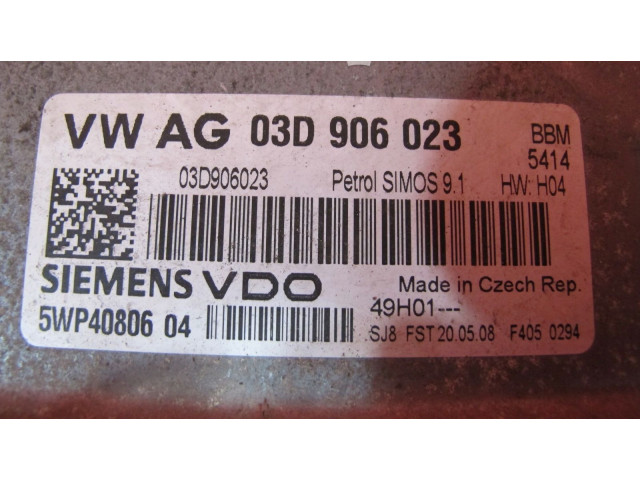 VW AG 03D 906 023 BBM
5414
03D906023 Petrol SIMOS 9.1 HW: H04
SIEMENS VDO Made in Czech Rep.
49H01---
5WP40806 04 SJ8 FST 20.05.08 F405 0294